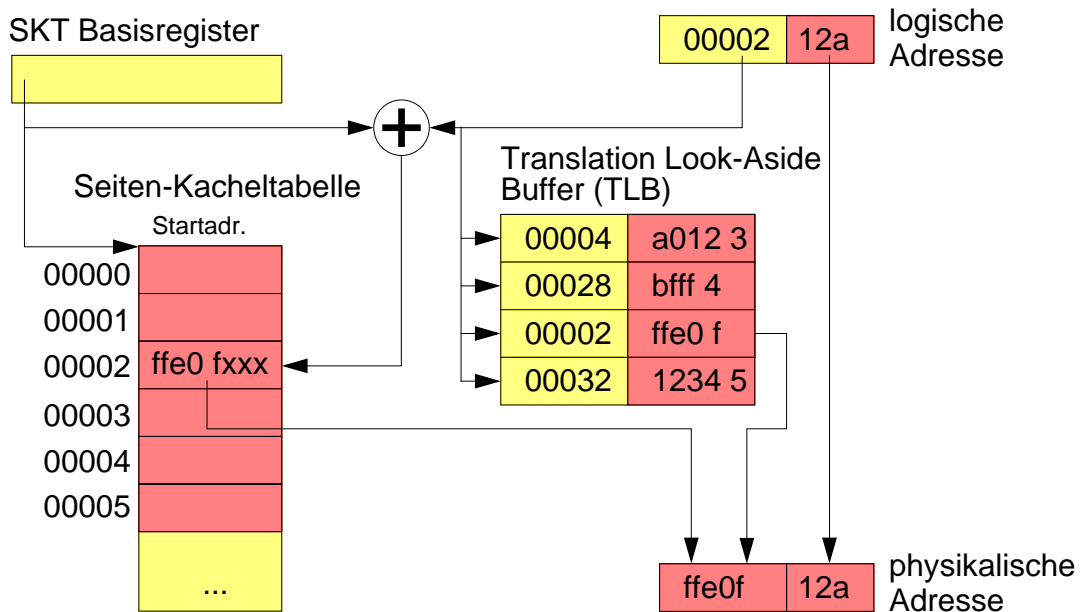 SKT Basisregister
00002 12a
logische
Adresse
Translation Look-Aside
Buffer (TLB)
Seiten-Kacheltabelle
Startadr.
00004 a012 3
00028 bfff 4
00002 ffe0 f
00032 1234 5
00000
00001
00002 ffe0 fxxx
00003
00004
00005
...
ffe0f 12a
physikalische
Adresse